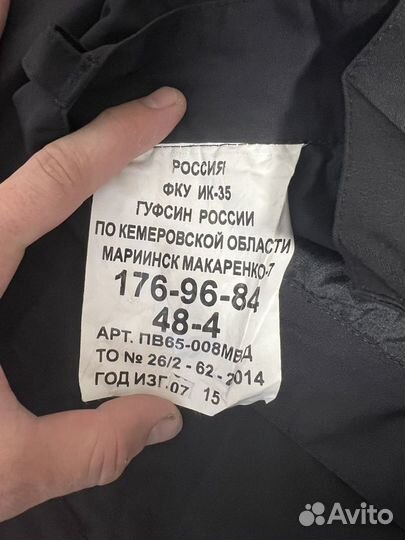 РОССИЯ
ФКУ ИК-35
ГУФСИН РОССИИ
ПО КЕМЕРОВСКОЙ ОБЛАСТИ
МАРИИНСК МАКАРЕНКО-7
176-96-84
48-4
АРТ. ПВ65-008МВД
ТО № 26/2 - 62 - 2014
ГОД ИЗГ.07 15
Avito